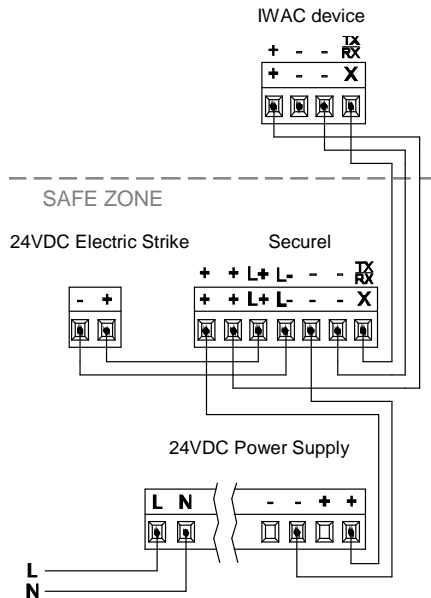 IWAC device
+ - - TX RX
+ - - X
SAFE ZONE
24VDC Electric Strike
Securel
+ + L+ L- - - TX RX
- +
+ + L+ L- - - X
24VDC Power Supply
L N - - + +
L
N